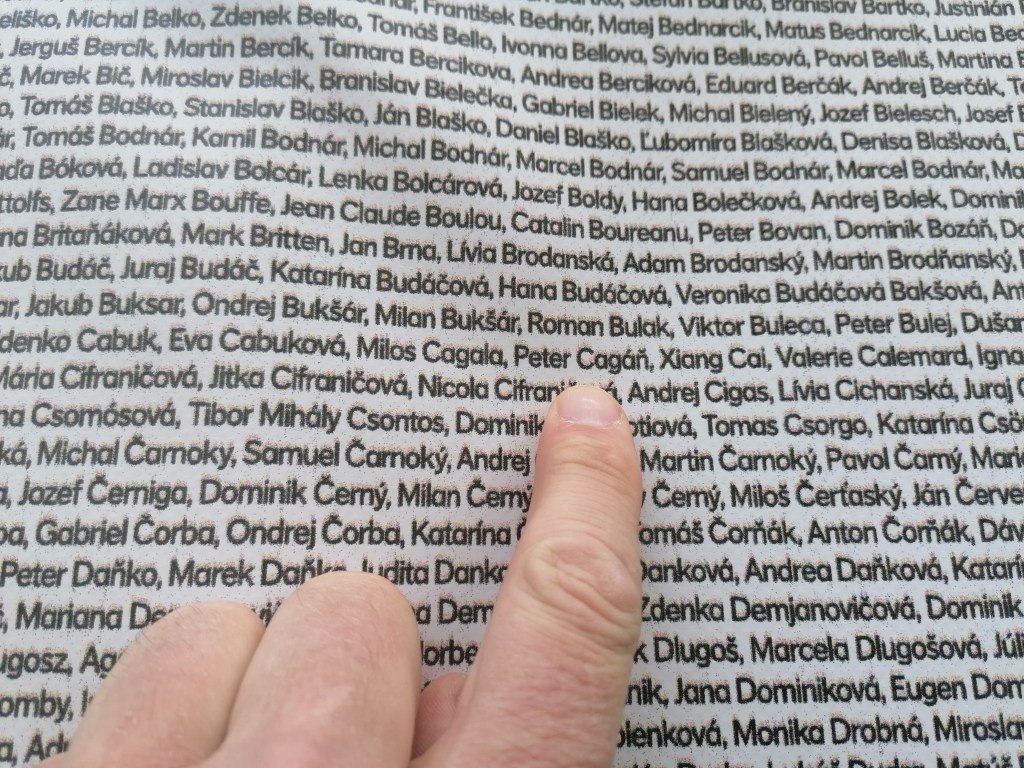 František Bednár, Matej Bednarcik, Matus Bednarcik, Lucia
Michal Belko, Zdenek Belko, Tomáš Bello, Ivonna Bellova, Sylvia Bellusová, Pavol Belluš, Martina
Jerguš Bercík, Martin Bercík, Tamara Bercikova, Andrea Berciková, Eduard Berčák, Andrej Berčák,
Marek Bič, Miroslav Bielcik, Branislav Bielečka, Gabriel Bielek, Michal Bielený, Jozef Bielesch, Josef
Tomáš Blaško, Stanislav Blaško, Ján Blaško, Daniel Blaško, Ľubomíra Blašková, Denisa Blašková,
Tomáš Bodnár, Kamil Bodnár, Michal Bodnár, Marcel Bodnár, Samuel Bodnár, Marcel Bodnár,
Bóková, Ladislav Bolcár, Lenka Bolcárová, Jozef Boldy, Hana Bolečková, Andrej Bolek,
Zane Marx Bouffe, Jean Claude Boulou, Catalin Boureanu, Peter Bovan, Dominik Bozáň,
Britaňáková, Mark Britten, Jan Brna, Lívia Brodanská, Adam Brodanský, Martin Brodňanský,
Budáč, Juraj Budáč, Katarína Budáčová, Hana Budáčová, Veronika Budáčová Bakšová,
Jakub Buksar, Ondrej Bukšár, Milan Bukšár, Roman Bulak, Viktor Buleca, Peter Bulej, Dušan
Cabuk, Eva Cabuková, Milos Cagala, Peter Cagáň, Xiang Cai, Valerie Calemard,
Mária Cifraničová, Jitka Cifraničová, Nicola Cifraničová, Andrej Cigas, Lívia Cichanská, Juraj
Csomósová, Tibor Mihály Csontos, Tomas Csorgo, Katarína
Michal Čarnoky, Samuel Čarnoký, Andrej Martin Čarnoký, Pavol Čarný,
Jozef Černiga, Dominik Černý, Milan Černý Černý, Miloš Čerťaský, Ján
Gabriel Čorba, Ondrej Čorba, Katarína Čorňák, Anton Čorňák,
Peter Daňko, Marek Daňko, Judita Danková, Andrea Daňková,
Mariana Zdenka Demjanovičová, Dominik
Dlugoš, Marcela Dlugošová,
Jana Dominiková, Eugen
Monika Drobná, Miroslav